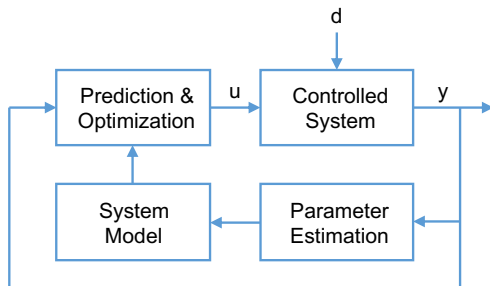 d
Prediction &
Optimization
u
Controlled
System
y
System
Model
Parameter
Estimation